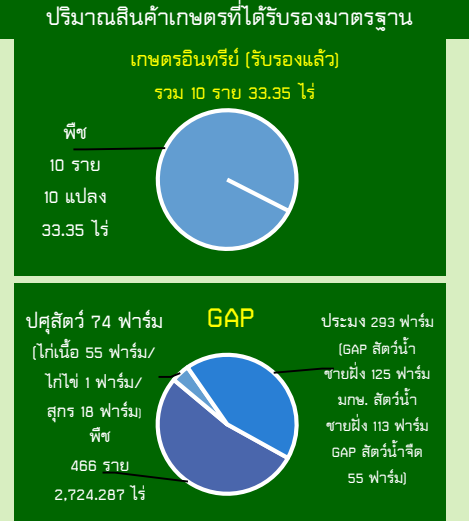 ปริมาณสินค้าเกษตรที่ได้รับรองมาตรฐาน
เกษตรอินทรีย์ (รับรองแล้ว)
รวม 10 ราย 33.35 ไร่
พืช
10 ราย
10 แปลง
33.35 ไร่
GAP
ปศุสัตว์ 74 ฟาร์ม
(ไก่เนื้อ 55 ฟาร์ม/
ไก่ไข่ 1 ฟาร์ม/
สุกร 18 ฟาร์ม)
พืช
466 ราย
2,724.287 ไร่
ประมง 293 ฟาร์ม
(GAP สัตว์น้ำ
ชายฝั่ง 125 ฟาร์ม
มกษ. สัตว์น้ำ
ชายฝั่ง 113 ฟาร์ม
GAP สัตว์น้ำจืด
55 ฟาร์ม)